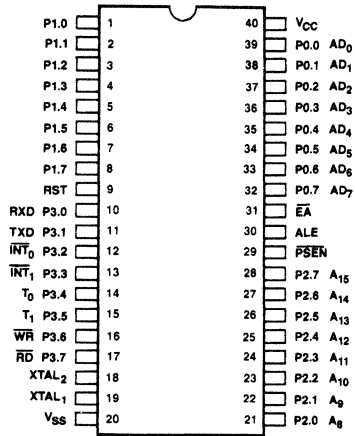 P1.0 1 40 VCC
P1.1 2 39 P0.0 AD0
P1.2 3 38 P0.1 AD1
P1.3 4 37 P0.2 AD2
P1.4 5 36 P0.3 AD3
P1.5 6 35 P0.4 AD4
P1.6 7 34 P0.5 AD5
P1.7 8 33 P0.6 AD6
RST 9 32 P0.7 AD7
RXD P3.0 10 31 E̅A̅
TXD P3.1 11 30 ALE
I̅N̅T̅0 P3.2 12 29 P̅S̅E̅N̅
I̅N̅T̅1 P3.3 13 28 P2.7 A15
T0 P3.4 14 27 P2.6 A14
T1 P3.5 15 26 P2.5 A13
W̅R̅ P3.6 16 25 P2.4 A12
R̅D̅ P3.7 17 24 P2.3 A11
XTAL2 18 23 P2.2 A10
XTAL1 19 22 P2.1 A9
VSS 20 21 P2.0 A8